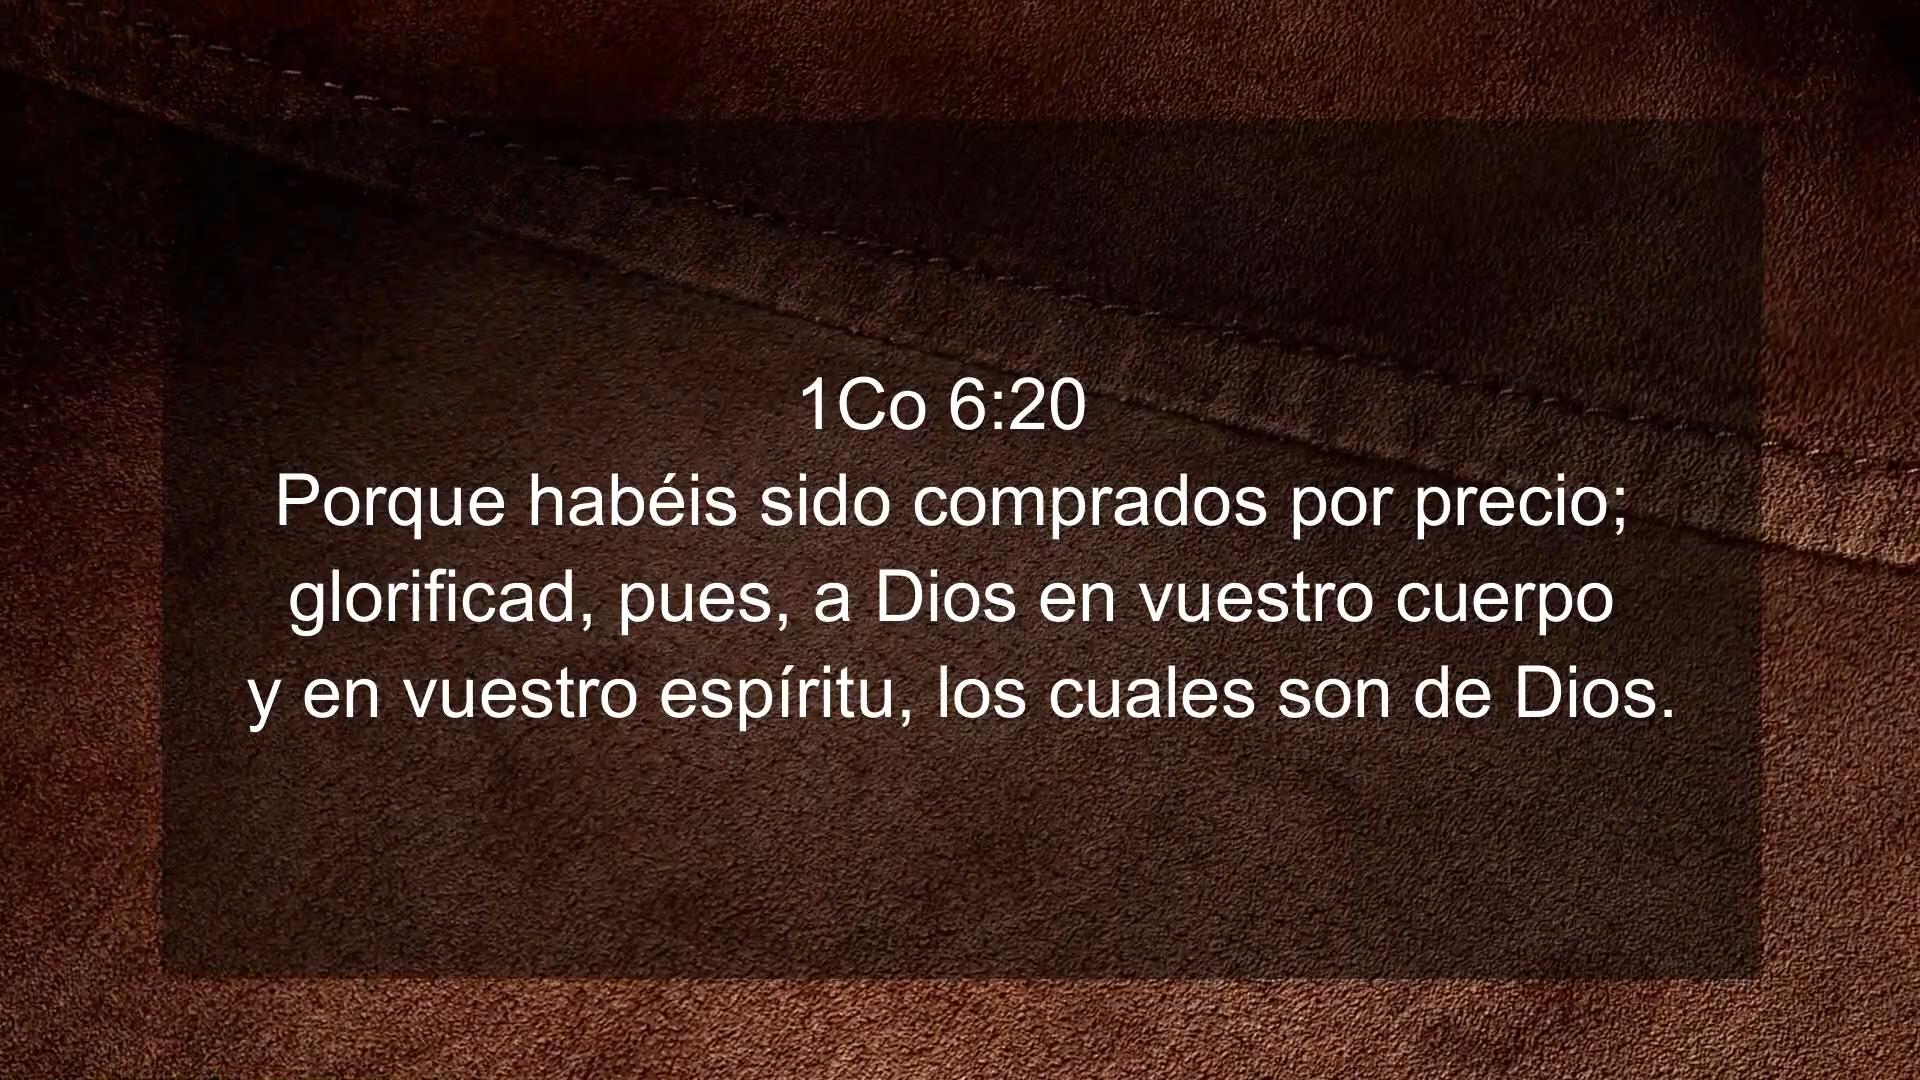 1Co 6:20
Porque habéis sido comprados por precio;
glorificad, pues, a Dios en vuestro cuerpo
y en vuestro espíritu, los cuales son de Dios.